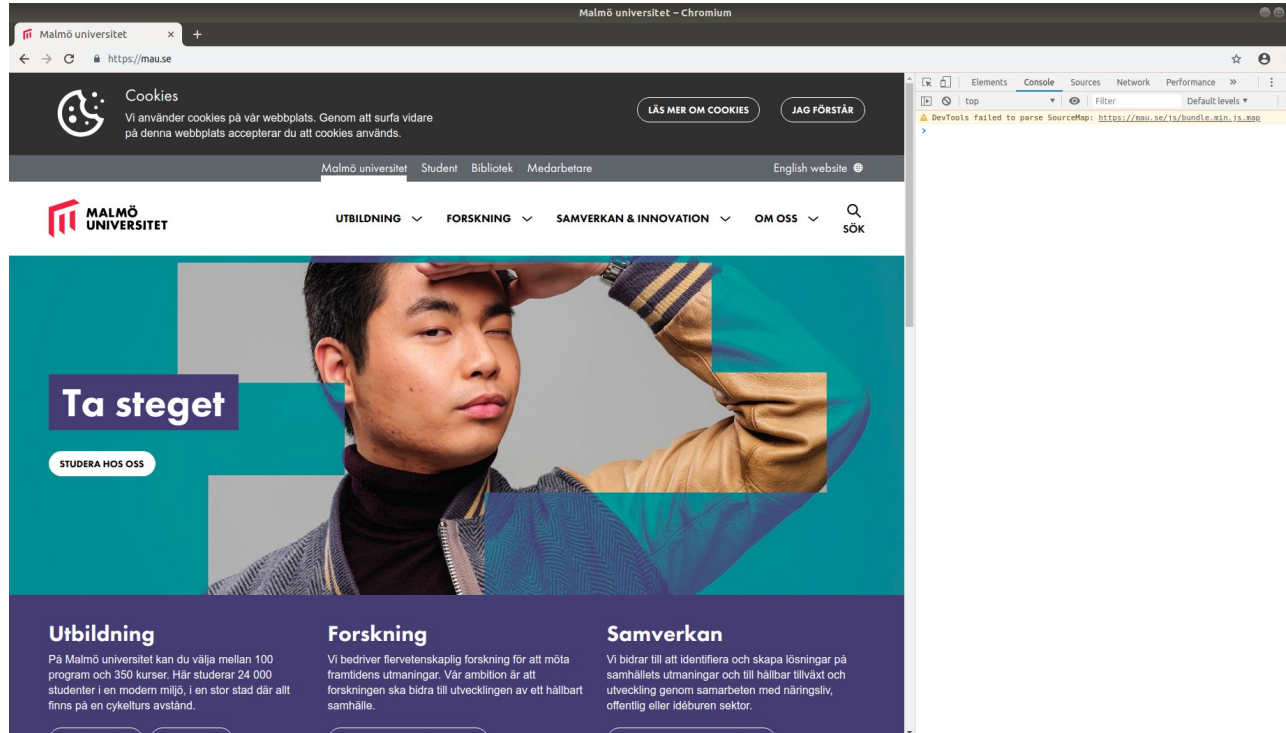 Malmö universitet – Chromium
Malmö universitet × +
https://mau.se
Cookies
Vi använder cookies på vår webbplats. Genom att surfa vidare
på denna webbplats accepterar du att cookies används.
LÄS MER OM COOKIES
JAG FÖRSTÅR
Malmö universitet Student Bibliotek Medarbetare
English website
MALMÖ
UNIVERSITET
UTBILDNING FORSKNING SAMVERKAN & INNOVATION OM OSS
SÖK
Ta steget
STUDERA HOS OSS
Utbildning
På Malmö universitet kan du välja mellan 100
program och 350 kurser. Här studerar 24 000
studenter i en modern miljö, i en stor stad där allt
finns på en cykelturs avstånd.
Forskning
Vi bedriver flervetenskaplig forskning för att möta
framtidens utmaningar. Vår ambition är att
forskningen ska bidra till utvecklingen av ett hållbart
samhälle.
Samverkan
Vi bidrar till att identifiera och skapa lösningar på
samhällets utmaningar och till hållbar tillväxt och
utveckling genom samarbeten med näringsliv,
offentlig eller idéburen sektor.
Elements Console Sources Network Performance »
top Filter Default levels
DevTools failed to parse SourceMap: https://mau.se/js/bundle.min.js.map